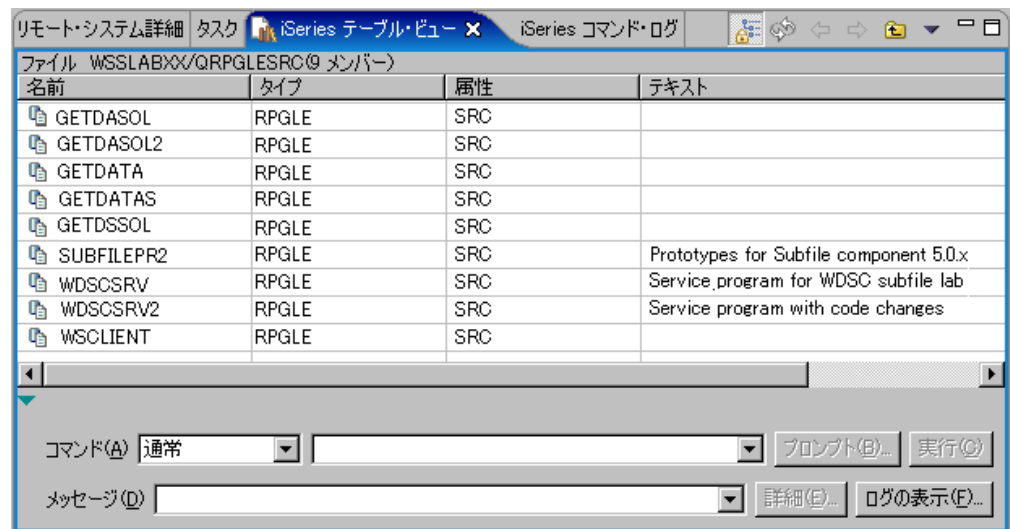 リモート・システム詳細 タスク iSeries テーブル・ビュー iSeries コマンド・ログ
ファイル WSSLABXX/QRPGLESRC(9 メンバー)
名前 タイプ 属性 テキスト
GETDASOL RPGLE SRC
GETDASOL2 RPGLE SRC
GETDATA RPGLE SRC
GETDATAS RPGLE SRC
GETDSSOL RPGLE SRC
SUBFILEPR2 RPGLE SRC Prototypes for Subfile component 5.0.x
WDSCSRV RPGLE SRC Service program for WDSC subfile lab
WDSCSRV2 RPGLE SRC Service program with code changes
WSCLIENT RPGLE SRC
コマンド(A) 通常 プロンプト(B)... 実行(C)
メッセージ(D) 詳細(E)... ログの表示(F)...